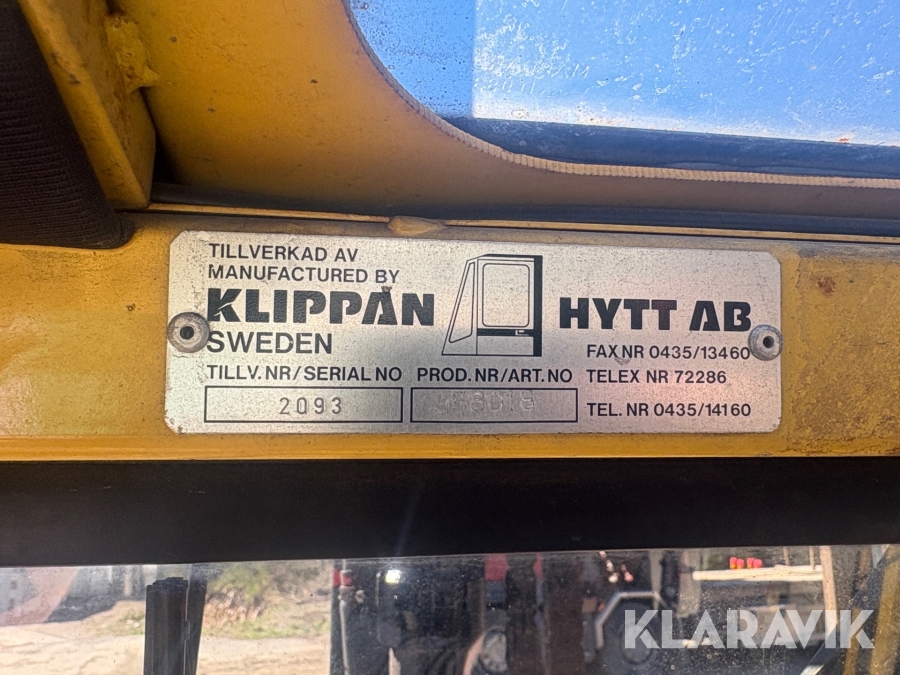 TILLVERKAD AV
MANUFACTURED BY
KLIPPAN HYTT AB
SWEDEN
FAX NR 0435/13460
TILLV. NR/SERIAL NO PROD. NR/ART. NO TELEX NR 72286
2093
TEL. NR 0435/14160
KLARAVIK